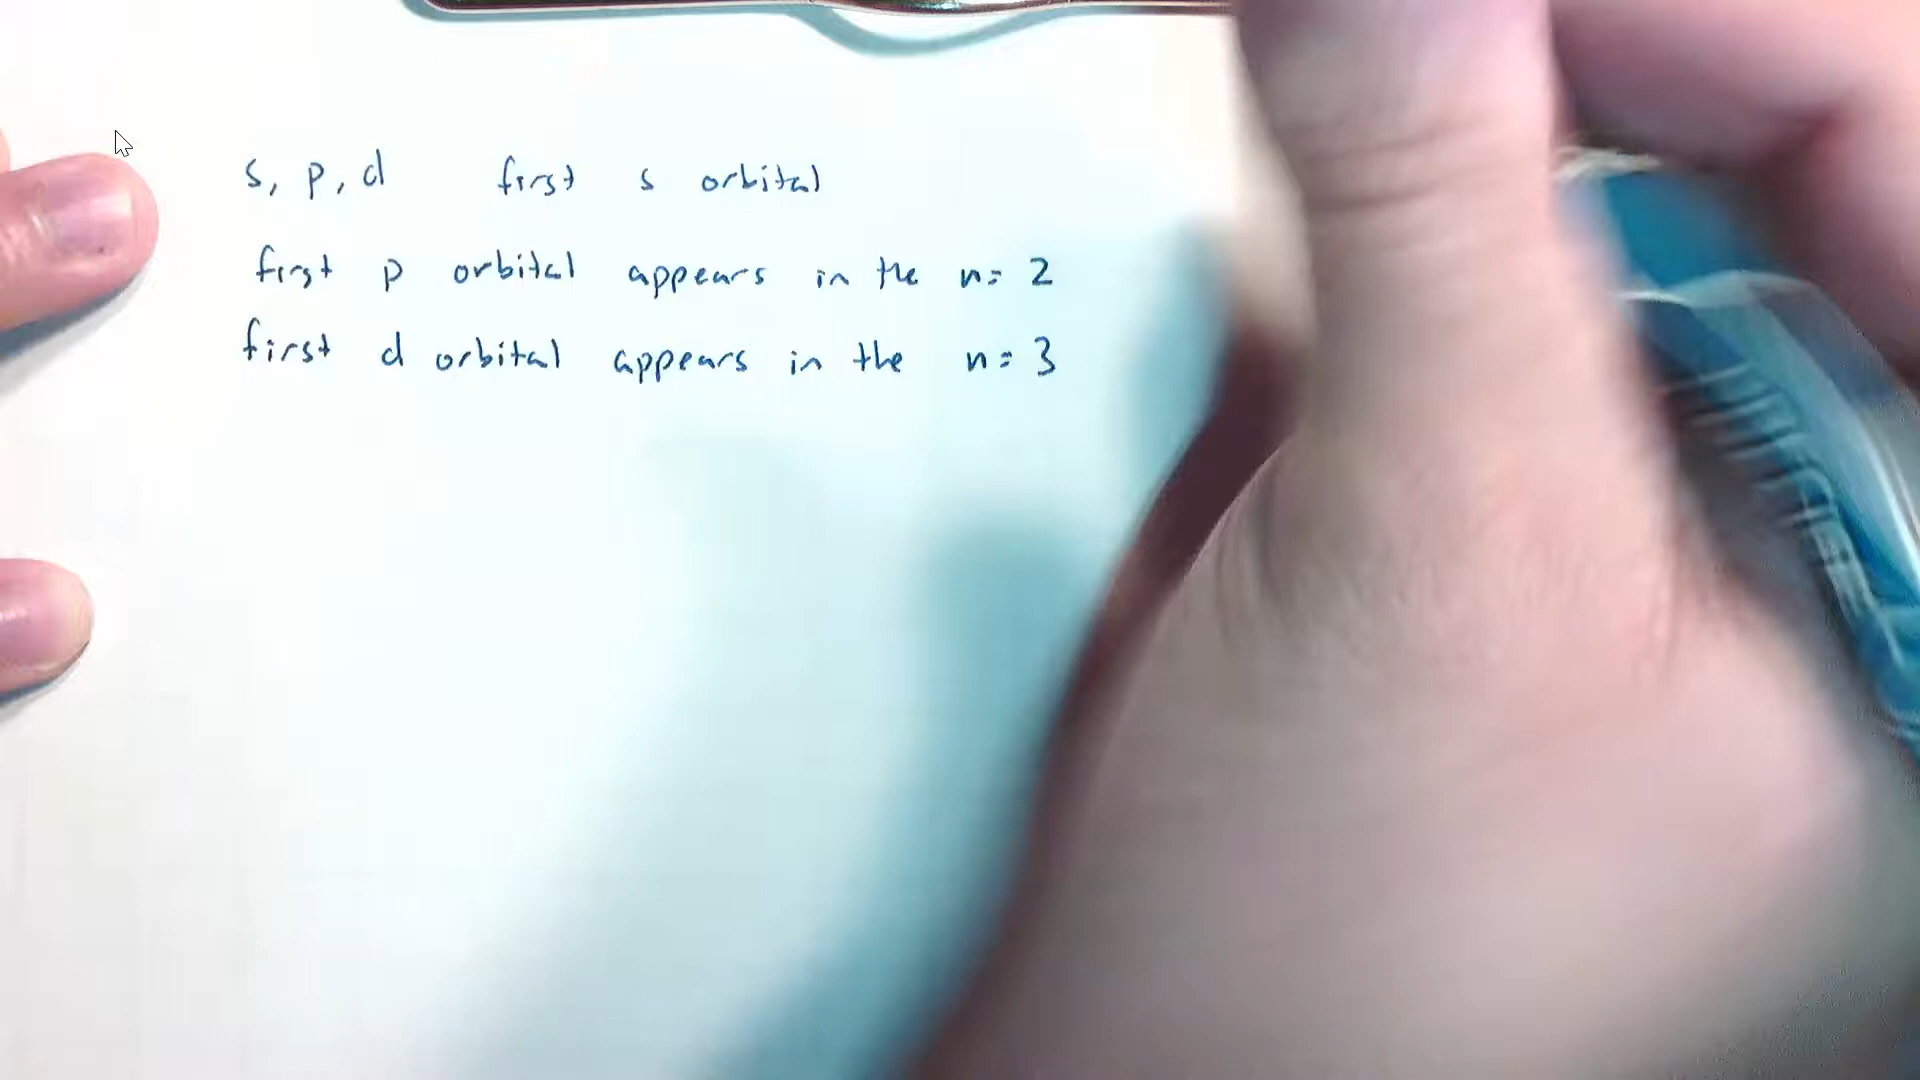 s, p, d first s orbital
first p orbital appears in the n= 2
first d orbital appears in the n= 3